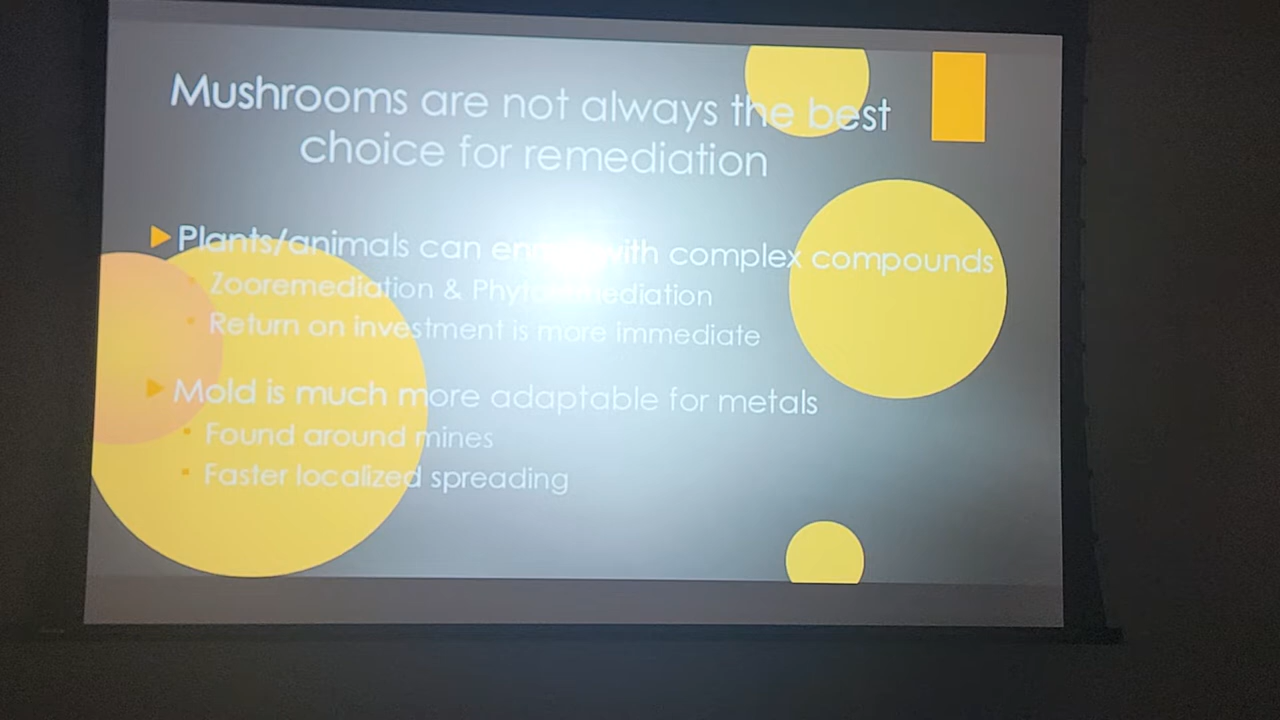 Mushrooms are not always the best
choice for remediation
Plants/animals can with complex compounds
Zooremediation & Phytoremediation
Return on investment is more immediate
Mold is much more adaptable for metals
Found around mines
Faster localized spreading